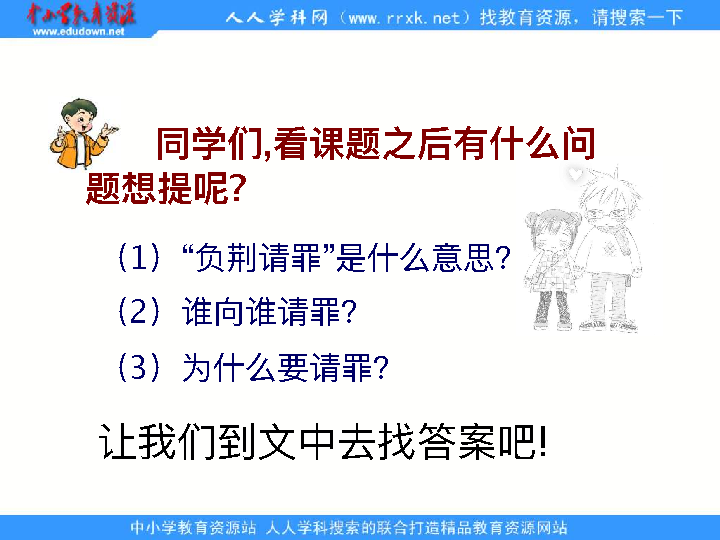 中小学教育资源
www.edudown.net
人人学科网（www.rrxk.net）找教育资源，请搜索一下
同学们,看课题之后有什么问
题想提呢?
（1）“负荆请罪”是什么意思?
（2）谁向谁请罪?
（3）为什么要请罪?
让我们到文中去找答案吧!
中小学教育资源站 人人学科搜索的联合打造精品教育资源网站